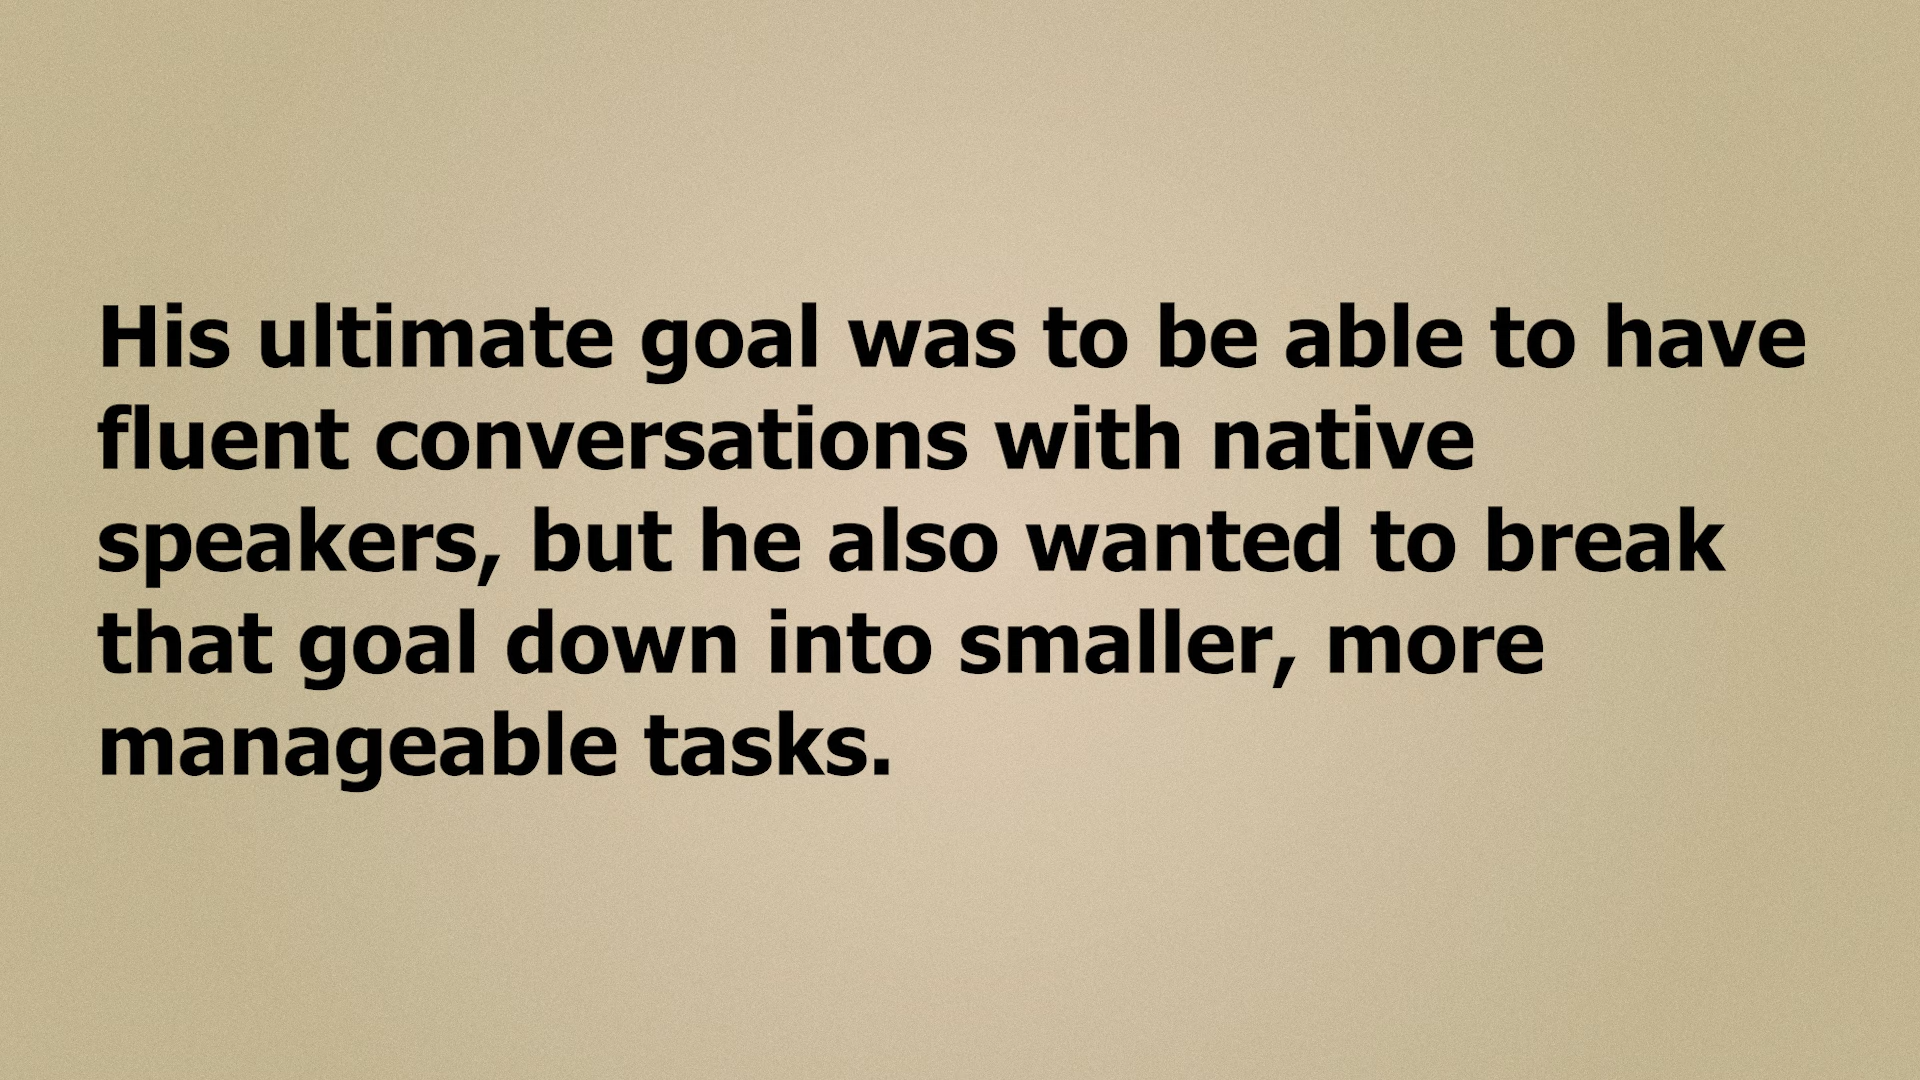 His ultimate goal was to be able to have
fluent conversations with native
speakers, but he also wanted to break
that goal down into smaller, more
manageable tasks.